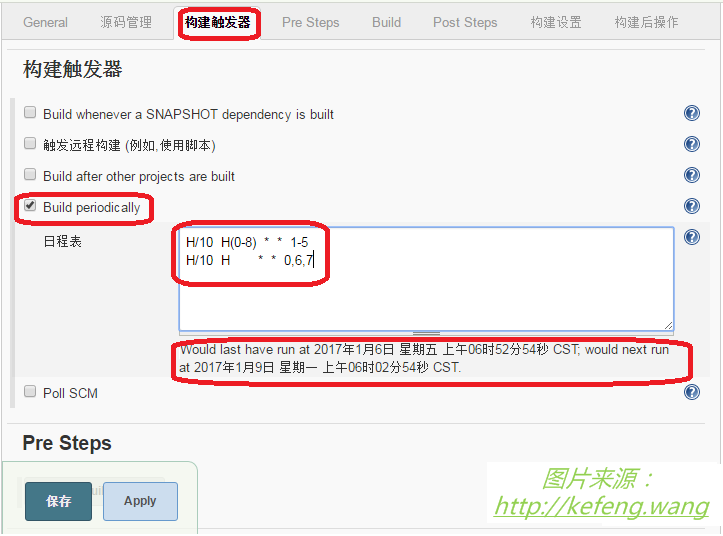 General 源码管理 构建触发器 Pre Steps Build Post Steps 构建设置 构建后操作
构建触发器
Build whenever a SNAPSHOT dependency is built
触发远程构建 (例如,使用脚本)
Build after other projects are built
Build periodically
日程表
H/10 H(0-8) * * 1-5
H/10 H * * 0,6,7
Would last have run at 2017年1月6日 星期五 上午06时52分54秒 CST; would next run
at 2017年1月9日 星期一 上午06时02分54秒 CST.
Poll SCM
Pre Steps
保存 Apply
图片来源：
http://kefeng.wang